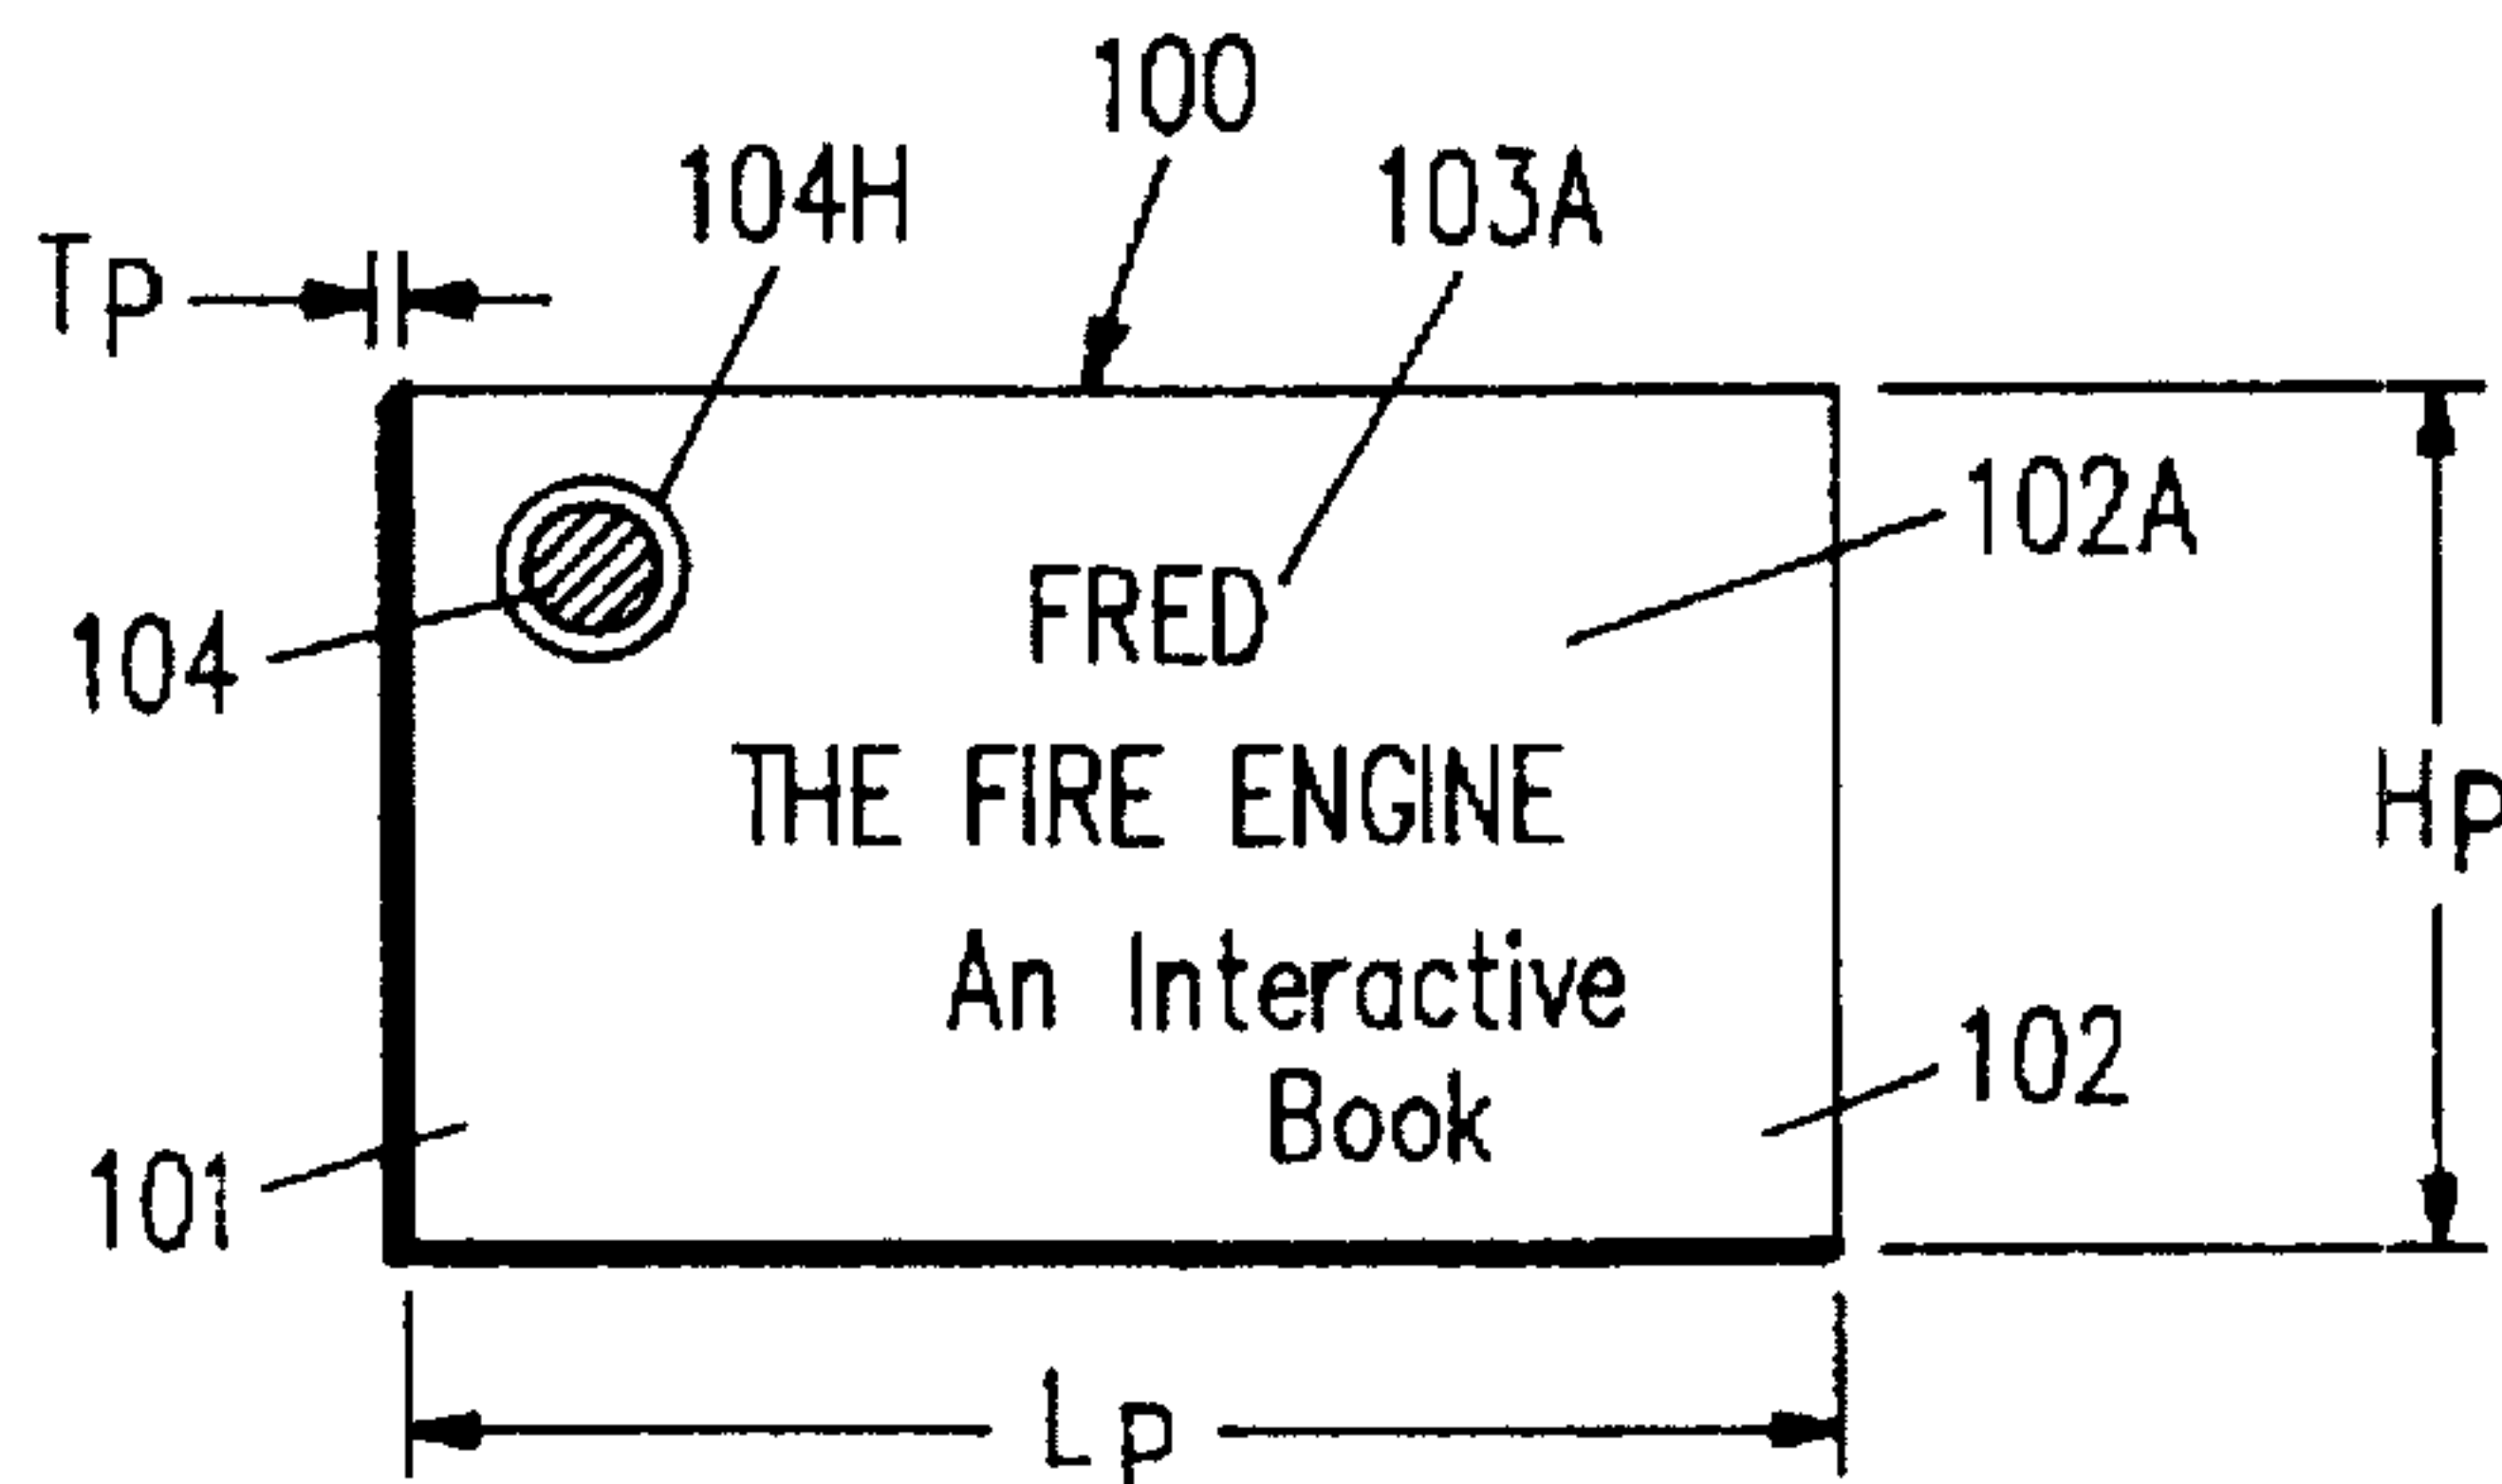 100
104H 103A
Tp
102A
FRED
104
THE FIRE ENGINE
Hp
An Interactive
102
Book
101
Lp